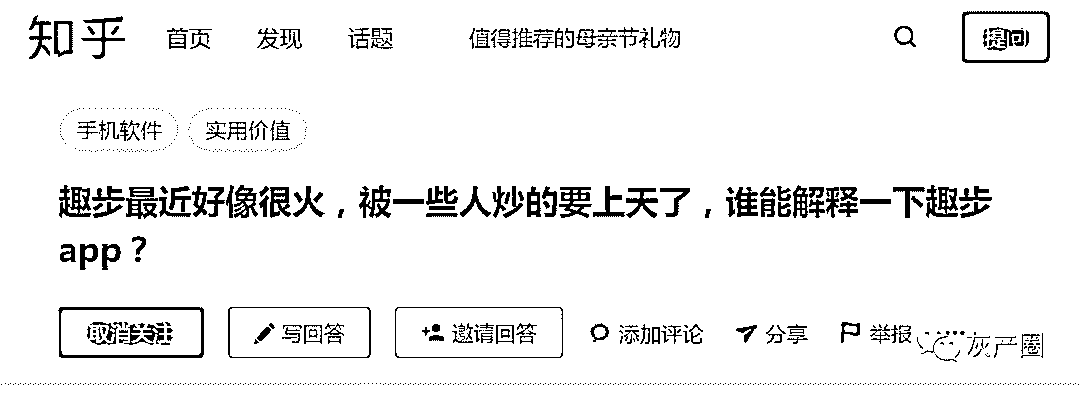 知乎 首页 发现 话题 值得推荐的母亲节礼物 提问
手机软件 实用价值
趣步最近好像很火，被一些人炒的要上天了，谁能解释一下趣步
app？
取消关注 写回答 邀请回答 添加评论 分享 举报 灰产圈